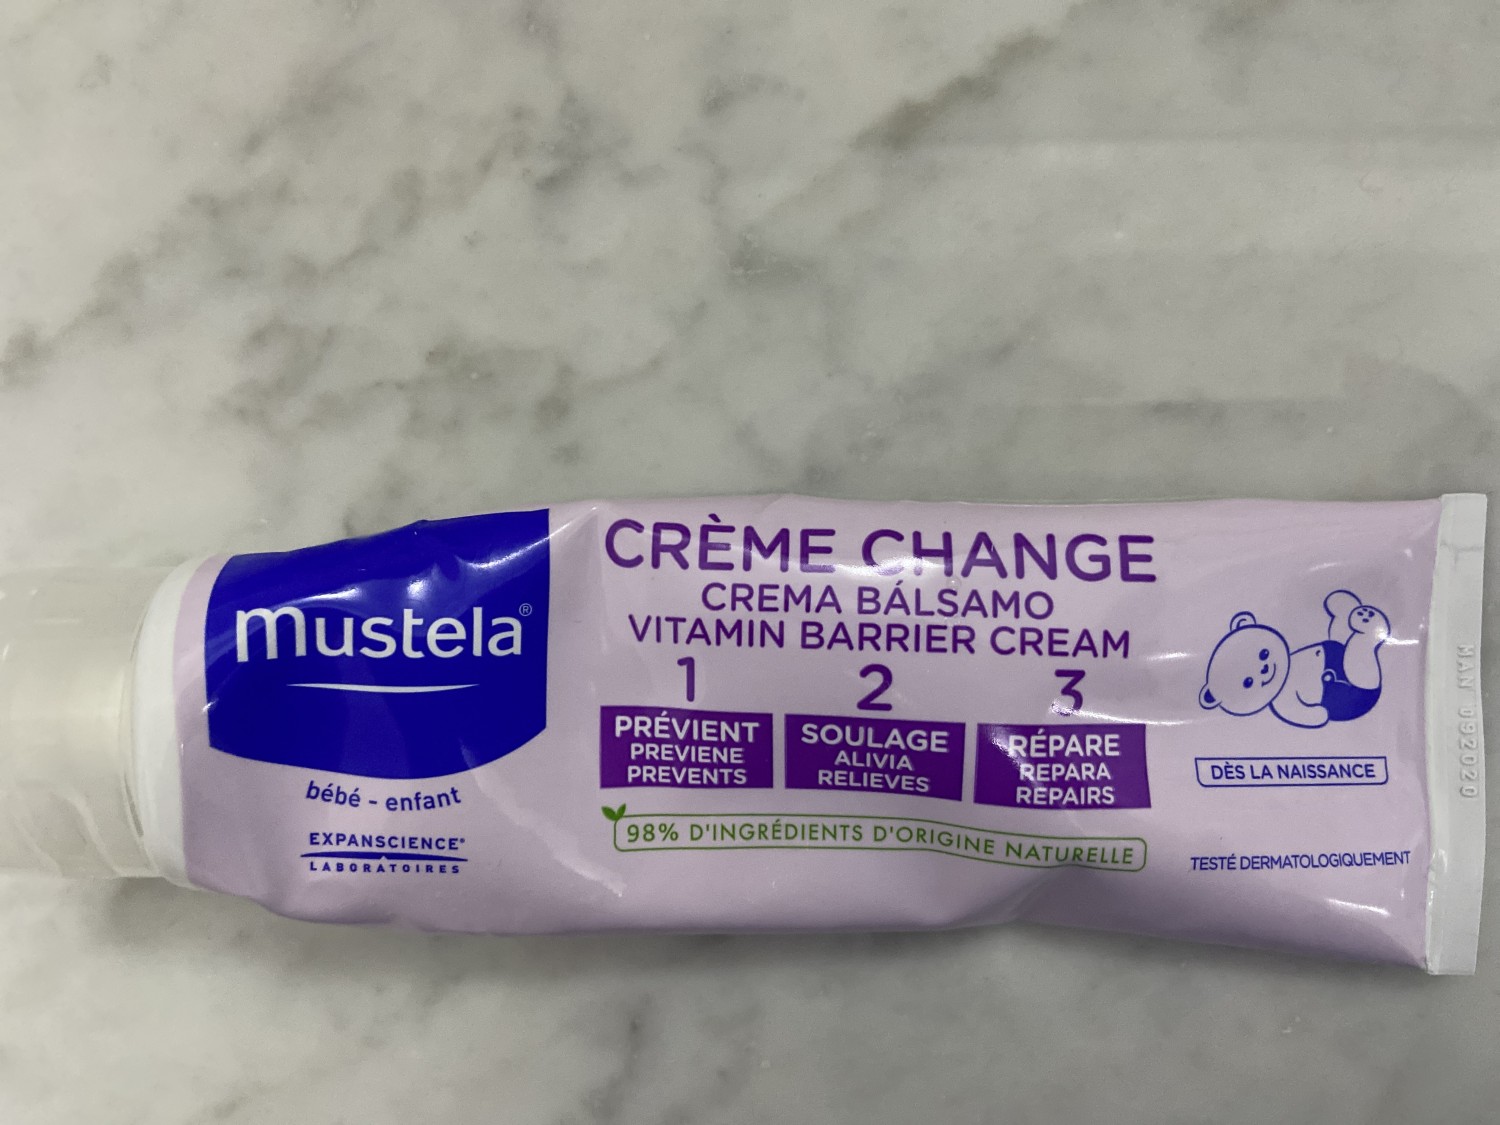 mustela®
bébé - enfant
EXPANSCIENCE®
LABORATOIRES
CRÈME CHANGE
CREMA BÁLSAMO
VITAMIN BARRIER CREAM
1
PRÉVIENT
PREVIENE
PREVENTS
2
SOULAGE
ALIVIA
RELIEVES
3
RÉPARE
REPARA
REPAIRS
98% D'INGRÉDIENTS D'ORIGINE NATURELLE
DÈS LA NAISSANCE
TESTÉ DERMATOLOGIQUEMENT
MAN 092020